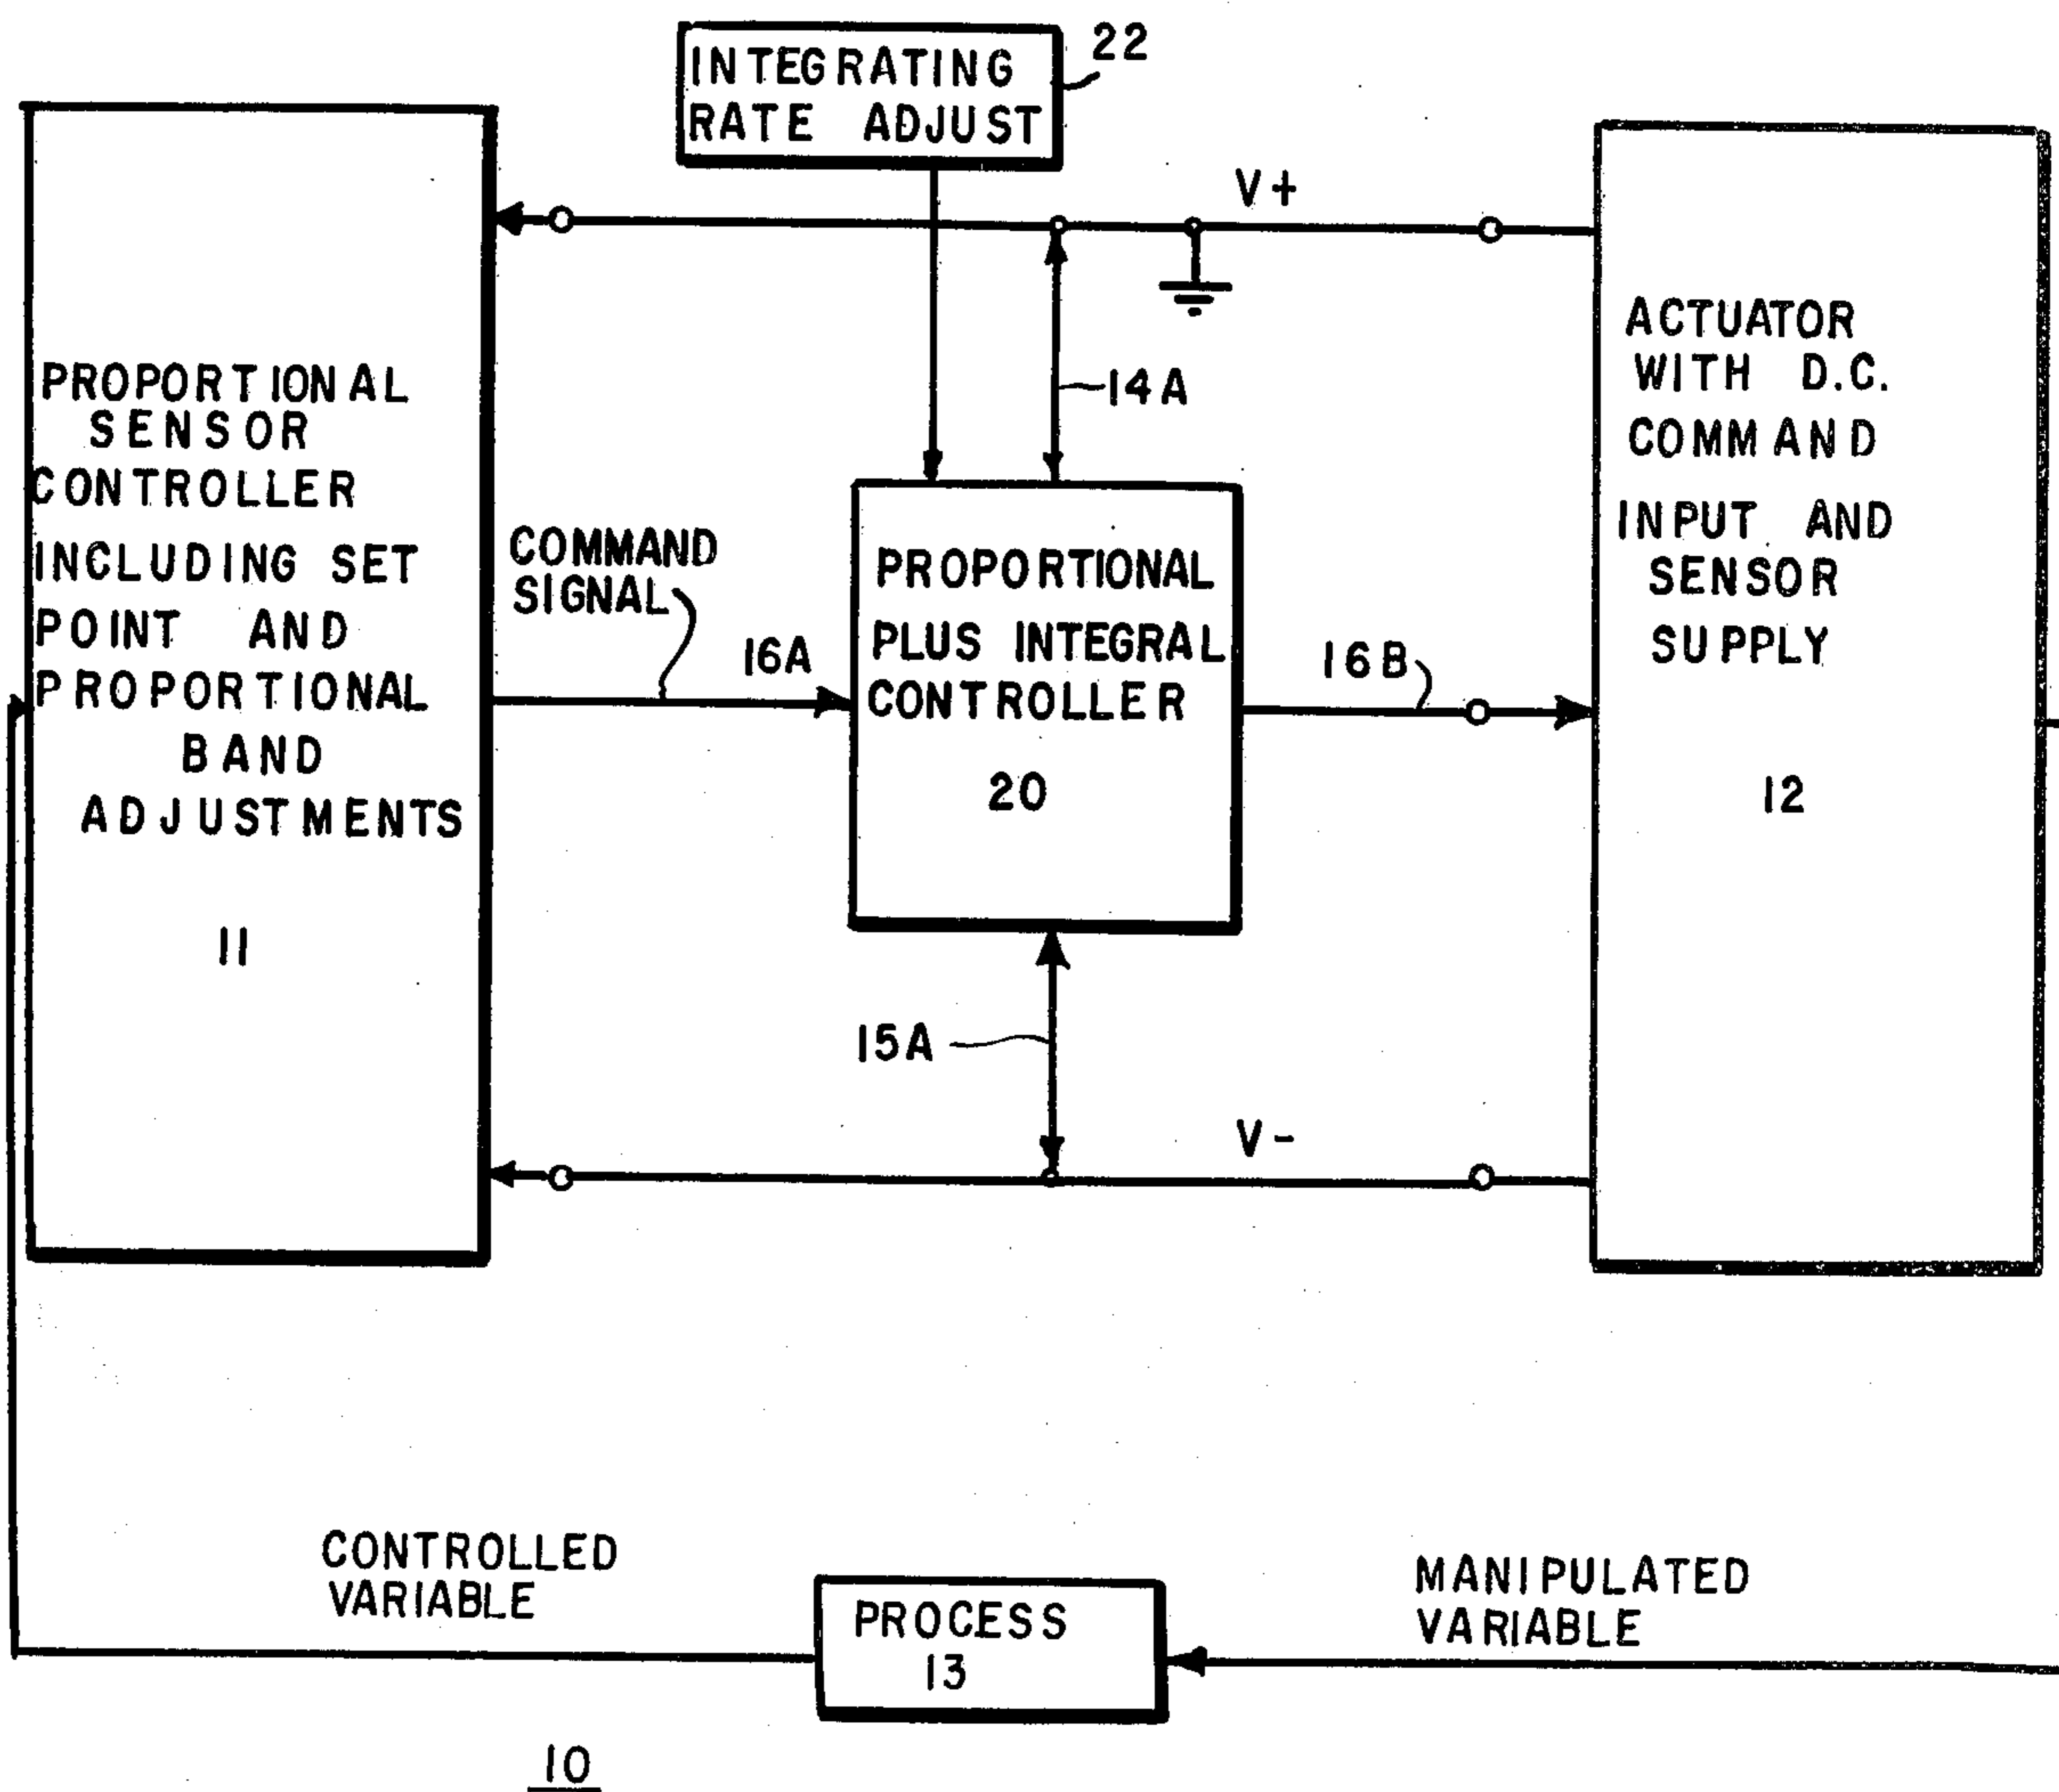 INTEGRATING
RATE ADJUST
22
V+
14A
PROPORTIONAL
SENSOR
CONTROLLER
INCLUDING SET
POINT AND
PROPORTIONAL
BAND
ADJUSTMENTS
11
COMMAND
SIGNAL
16A
PROPORTIONAL
PLUS INTEGRAL
CONTROLLER
20
16B
ACTUATOR
WITH D.C.
COMMAND
INPUT AND
SENSOR
SUPPLY
12
15A
V-
CONTROLLED
VARIABLE
PROCESS
13
MANIPULATED
VARIABLE
10